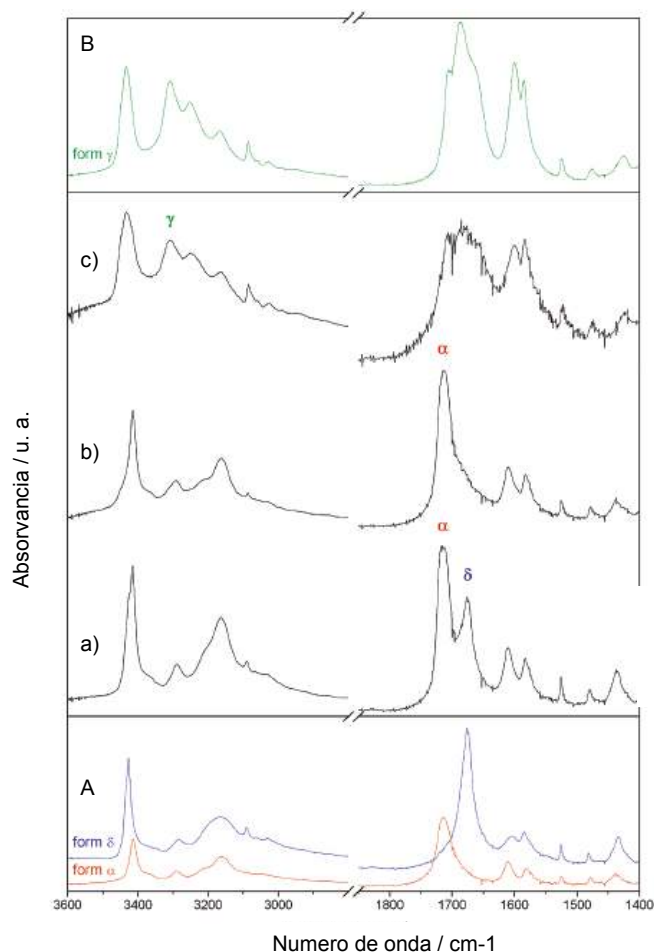 B
form γ
c)
γ
α
b)
α
δ
a)
A
form δ
form α
3600 3400 3200 3000 1800 1700 1600 1500 1400
Absorvancia / u. a.
Numero de onda / cm-1